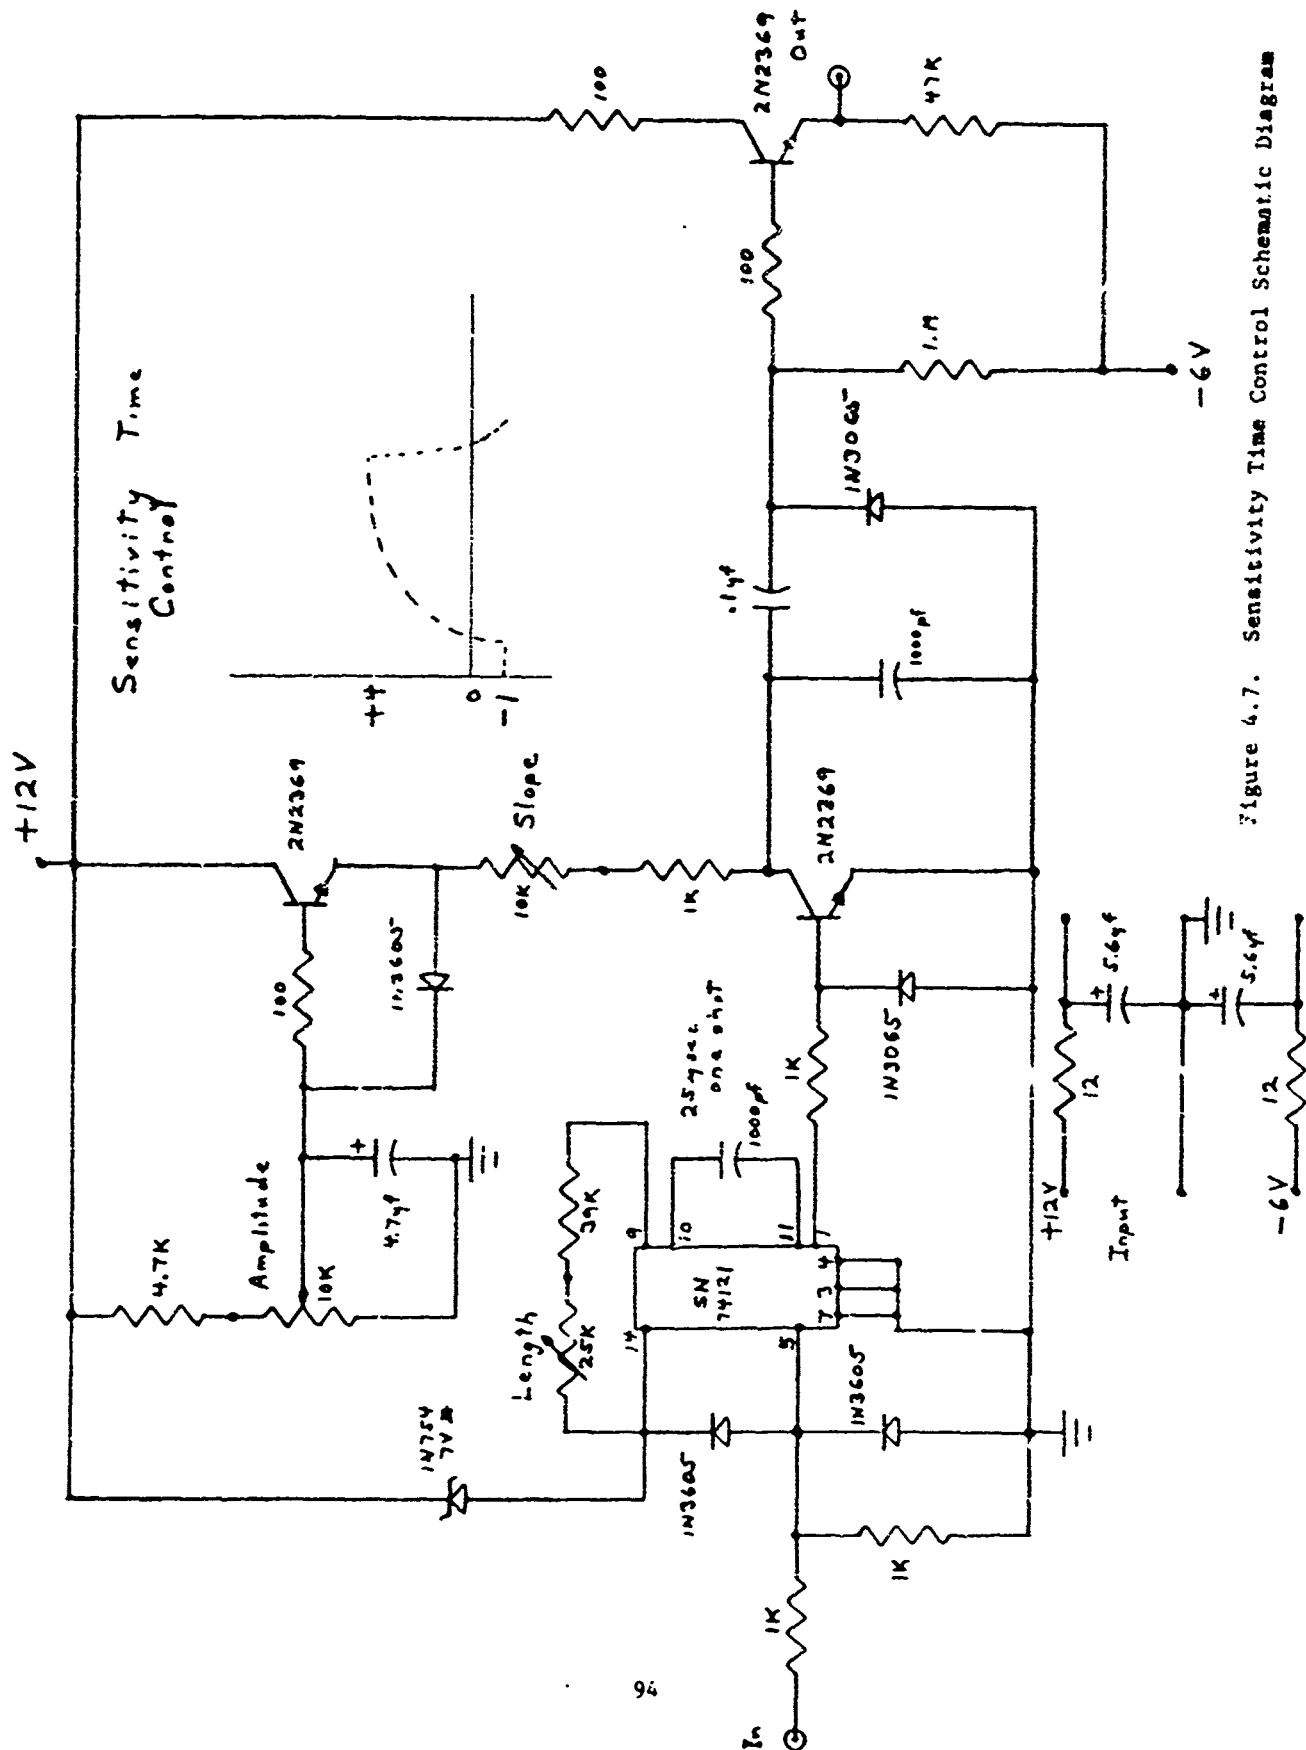 +12V
Sensitivity Time
Control
+4
0
-1
4.7K
Amplitude
10K
4.7μf
100
2N2369
1N3605
10K
Slope
1K
100
2N2369
Out
1N754
7V
Length
25K
39K
14
9
10
SN
74121
11
1
5
7
3
4
25μsec
one shot
1000pf
1K
2N2369
1N3065
.1μf
1000pf
1N3065
100
1.M
47K
-6V
In
1K
1K
1N3605
1N3605
+12V
Input
-6V
12
5.6μf
5.6μf
12
+
+
+
94
Figure 4.7. Sensitivity Time Control Schematic Diagram